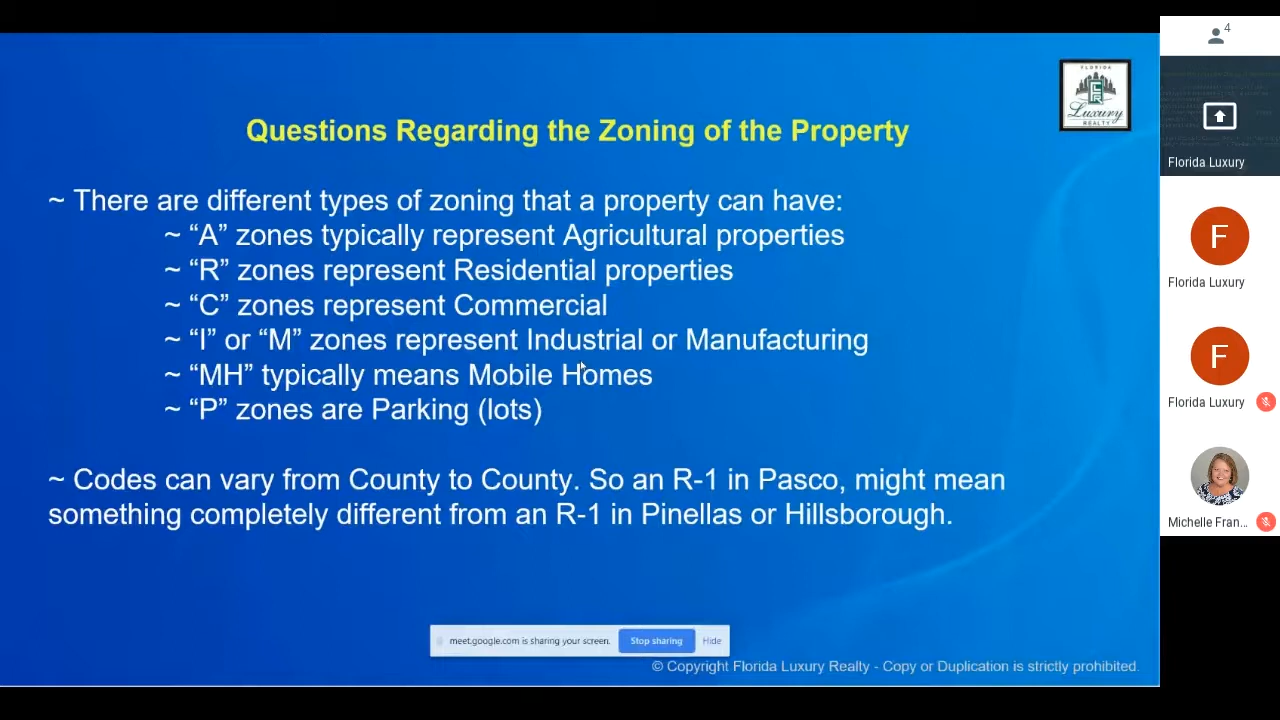 Questions Regarding the Zoning of the Property
~ There are different types of zoning that a property can have:
~ “A” zones typically represent Agricultural properties
~ “R” zones represent Residential properties
~ “C” zones represent Commercial
~ “I” or “M” zones represent Industrial or Manufacturing
~ “MH” typically means Mobile Homes
~ “P” zones are Parking (lots)
~ Codes can vary from County to County. So an R-1 in Pasco, might mean
something completely different from an R-1 in Pinellas or Hillsborough.
meet.google.com is sharing your screen. Stop sharing Hide
© Copyright Florida Luxury Realty - Copy or Duplication is strictly prohibited.
FLORIDA
LR
Luxury
REALTY
4
Florida Luxury
F
Florida Luxury
F
Florida Luxury
Michelle Fran...